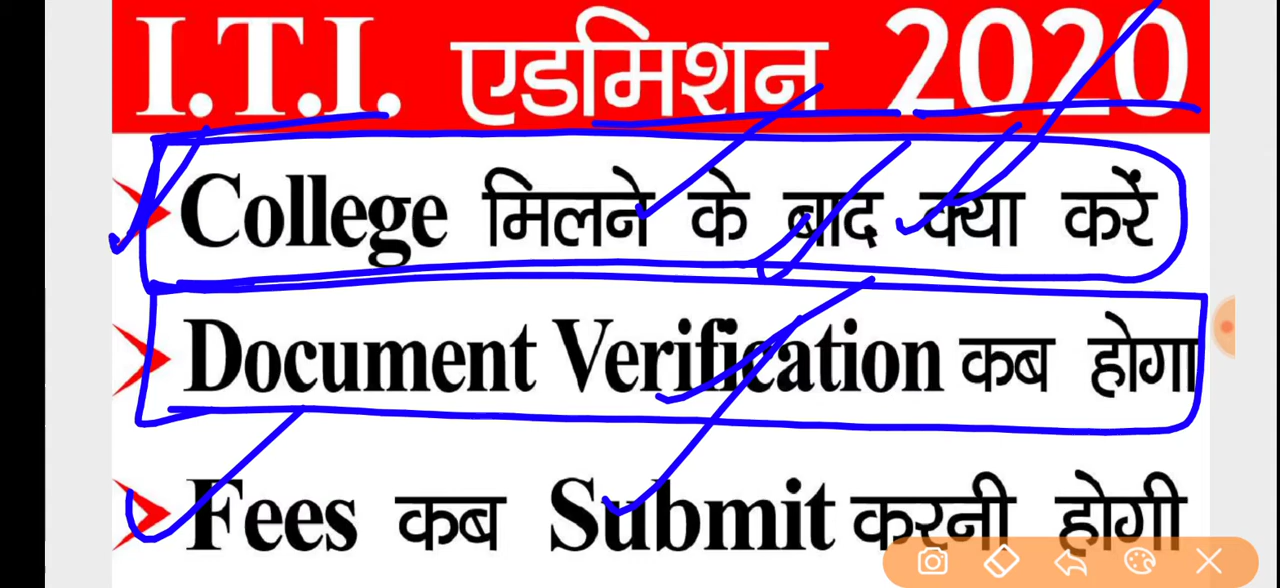 I.T.I. एडमिशन 2020
College मिलने के बाद क्या करें
Document Verification कब होगा
Fees कब Submit करनी होगी